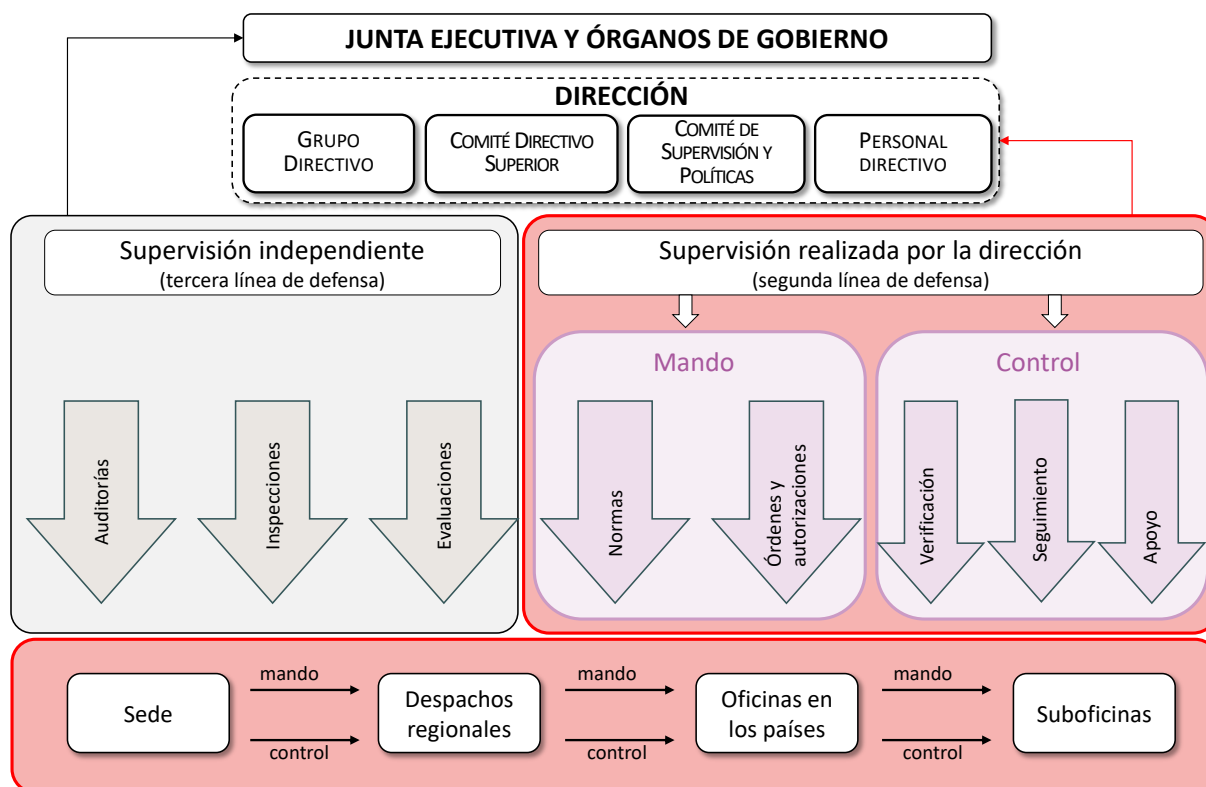 JUNTA EJECUTIVA Y ÓRGANOS DE GOBIERNO
DIRECCIÓN
GRUPO
DIRECTIVO
COMITÉ DIRECTIVO
SUPERIOR
COMITÉ DE
SUPERVISIÓN Y
POLÍTICAS
PERSONAL
DIRECTIVO
Supervisión independiente
(tercera línea de defensa)
Auditorías
Inspecciones
Evaluaciones
Supervisión realizada por la dirección
(segunda línea de defensa)
Mando
Normas
Órdenes y
autorizaciones
Control
Verificación
Seguimiento
Apoyo
Sede
mando
control
Despachos
regionales
mando
control
Oficinas en
los países
mando
control
Suboficinas